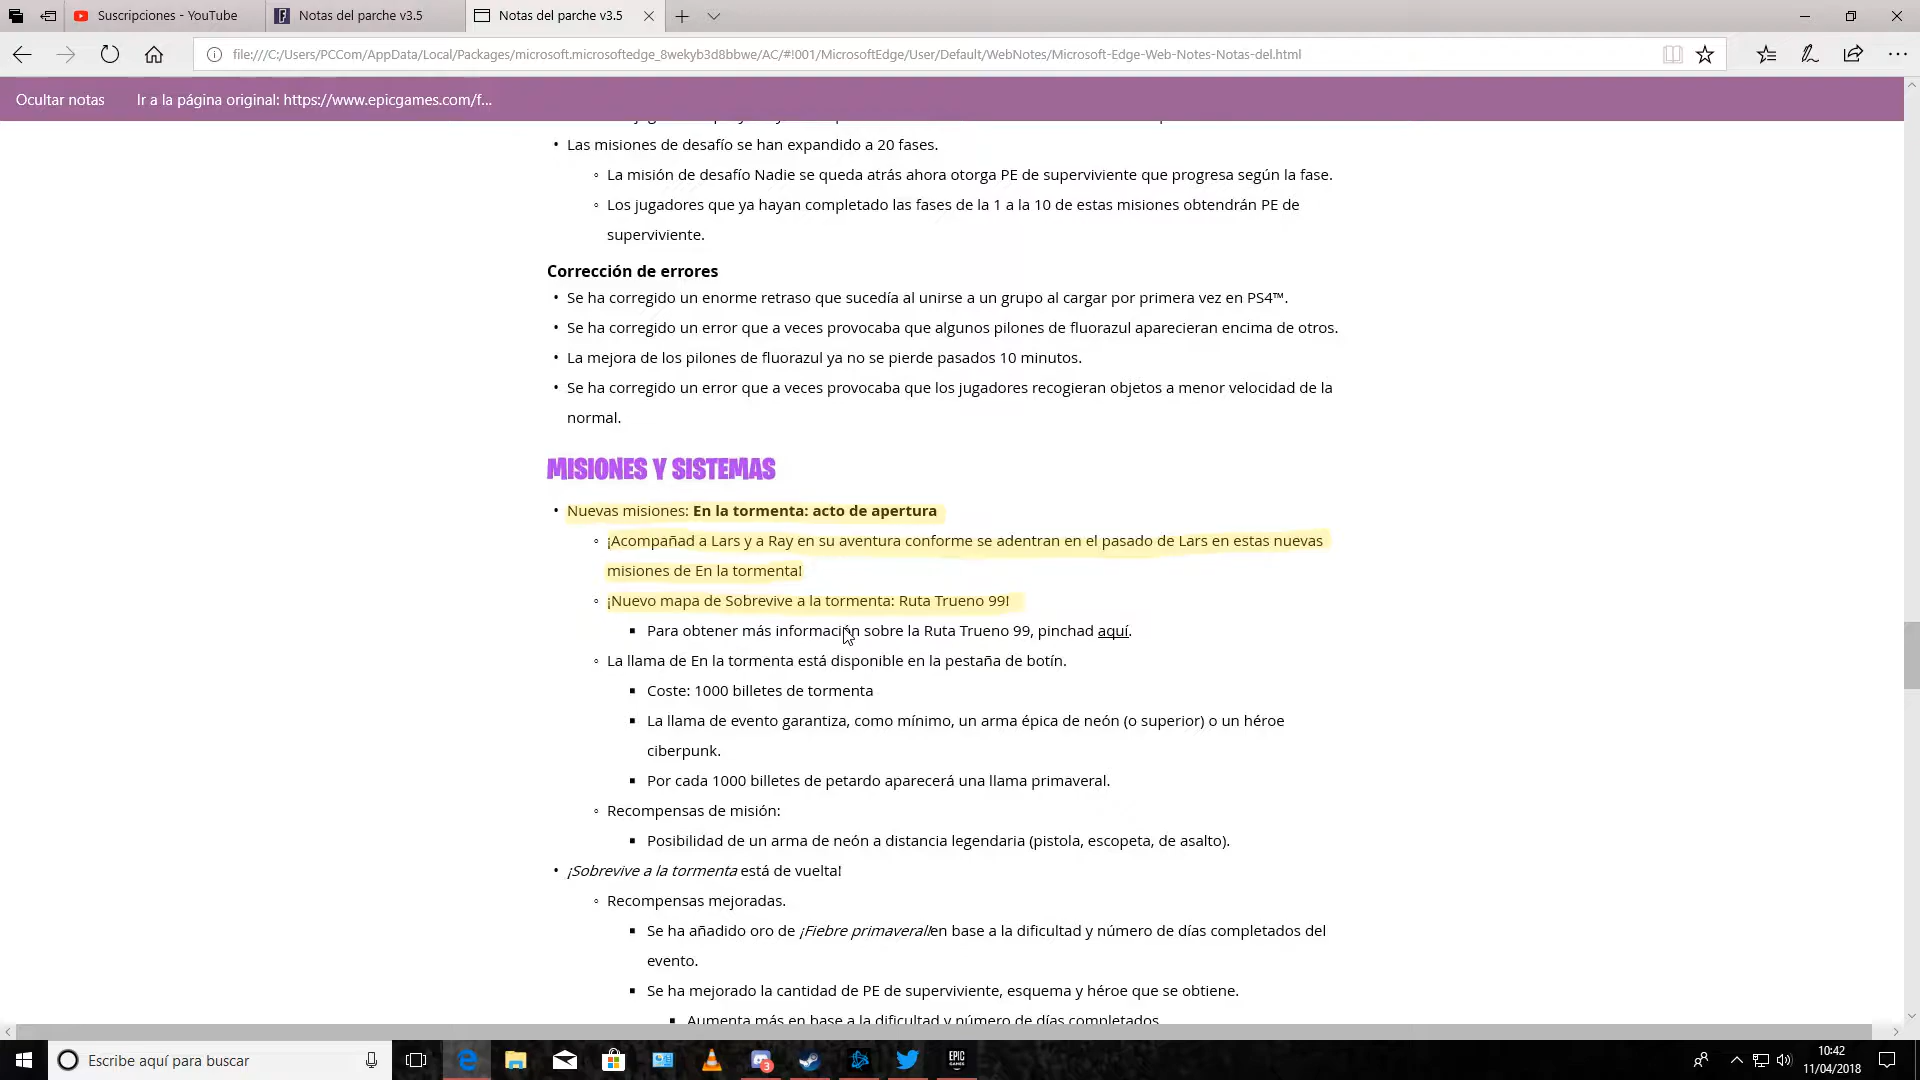 Suscripciones - YouTube
Notas del parche v3.5
Notas del parche v3.5
file:///C:/Users/PCCom/AppData/Local/Packages/microsoft.microsoftedge_8wekyb3d8bbwe/AC/#!001/MicrosoftEdge/User/Default/WebNotes/Microsoft-Edge-Web-Notes-Notas-del.html
Ocultar notas
Ir a la página original: https://www.epicgames.com/f...
• Las misiones de desafío se han expandido a 20 fases.
◦ La misión de desafío Nadie se queda atrás ahora otorga PE de superviviente que progresa según la fase.
◦ Los jugadores que ya hayan completado las fases de la 1 a la 10 de estas misiones obtendrán PE de
superviviente.
Corrección de errores
• Se ha corregido un enorme retraso que sucedía al unirse a un grupo al cargar por primera vez en PS4™.
• Se ha corregido un error que a veces provocaba que algunos pilones de fluorazul aparecieran encima de otros.
• La mejora de los pilones de fluorazul ya no se pierde pasados 10 minutos.
• Se ha corregido un error que a veces provocaba que los jugadores recogieran objetos a menor velocidad de la
normal.
MISIONES Y SISTEMAS
• Nuevas misiones: En la tormenta: acto de apertura
◦ ¡Acompañad a Lars y a Ray en su aventura conforme se adentran en el pasado de Lars en estas nuevas
misiones de En la tormenta!
◦ ¡Nuevo mapa de Sobrevive a la tormenta: Ruta Trueno 99!
▪ Para obtener más información sobre la Ruta Trueno 99, pinchad aquí.
◦ La llama de En la tormenta está disponible en la pestaña de botín.
▪ Coste: 1000 billetes de tormenta
▪ La llama de evento garantiza, como mínimo, un arma épica de neón (o superior) o un héroe
ciberpunk.
▪ Por cada 1000 billetes de petardo aparecerá una llama primaveral.
◦ Recompensas de misión:
▪ Posibilidad de un arma de neón a distancia legendaria (pistola, escopeta, de asalto).
• ¡Sobrevive a la tormenta está de vuelta!
◦ Recompensas mejoradas.
▪ Se ha añadido oro de ¡Fiebre primaveral!en base a la dificultad y número de días completados del
evento.
▪ Se ha mejorado la cantidad de PE de superviviente, esquema y héroe que se obtiene.
▪ Aumenta más en base a la dificultad y número de días completados.
Escribe aquí para buscar
3
EPIC
GAMES
10:42
11/04/2018